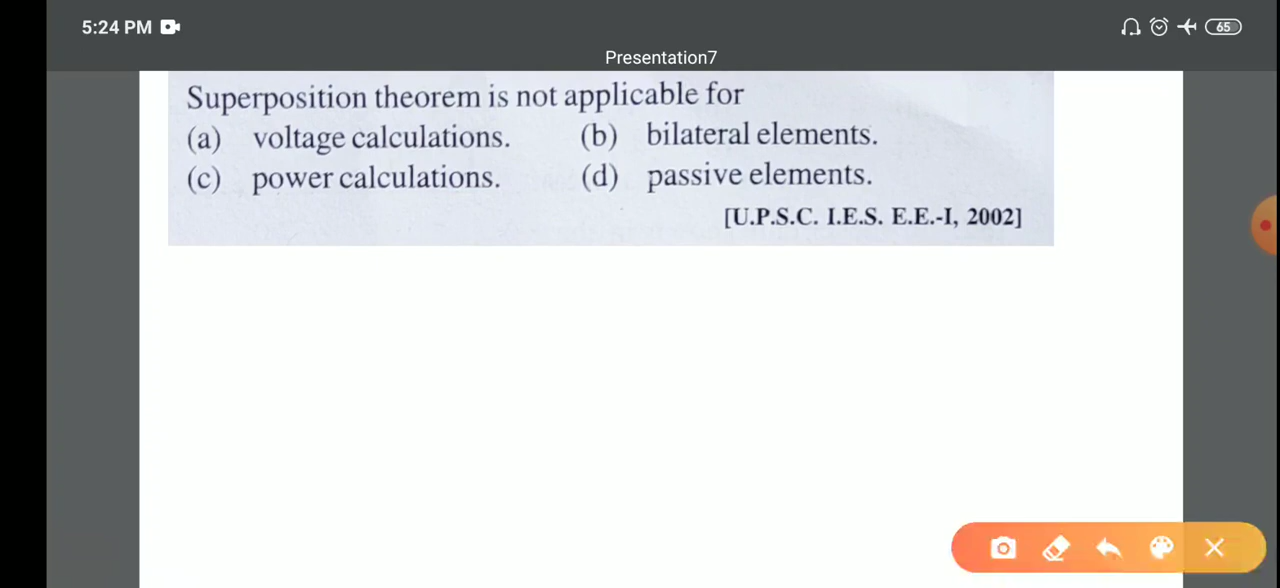 5:24 PM
65
Presentation7
Superposition theorem is not applicable for
(a) voltage calculations. (b) bilateral elements.
(c) power calculations. (d) passive elements.
[U.P.S.C. I.E.S. E.E.-I, 2002]